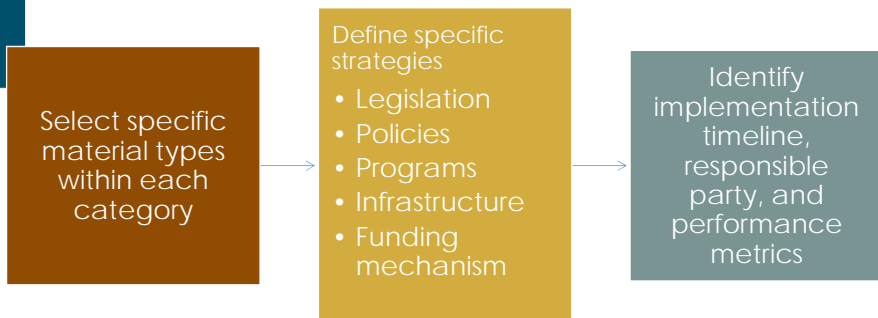 Select specific
material types
within each
category
Define specific
strategies
• Legislation
• Policies
• Programs
• Infrastructure
• Funding
mechanism
Identify
implementation
timeline,
responsible
party, and
performance
metrics